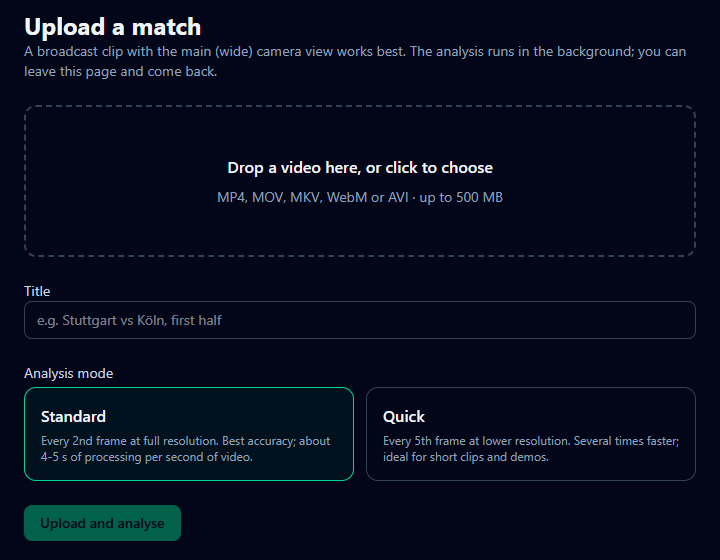 Upload a match
A broadcast clip with the main (wide) camera view works best. The analysis runs in the background; you can
leave this page and come back.
Drop a video here, or click to choose
MP4, MOV, MKV, WebM or AVI · up to 500 MB
Title
e.g. Stuttgart vs Köln, first half
Analysis mode
Standard
Every 2nd frame at full resolution. Best accuracy; about
4-5 s of processing per second of video.
Quick
Every 5th frame at lower resolution. Several times faster;
ideal for short clips and demos.
Upload and analyse